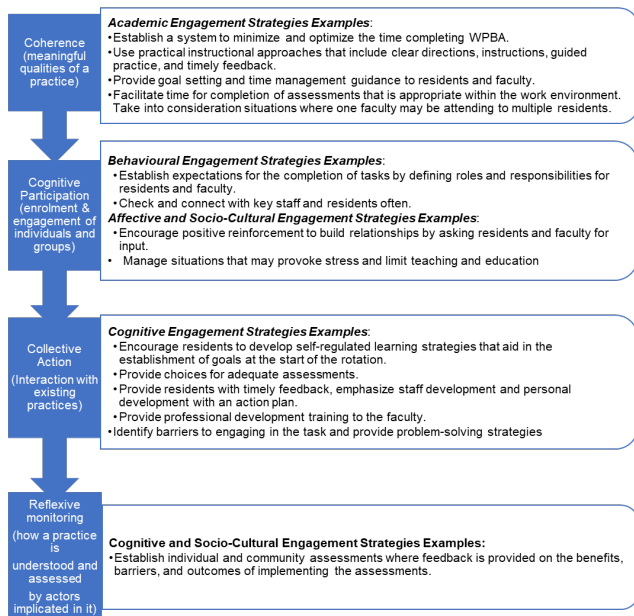 Coherence
(meaningful
qualities of a
practice)
Academic Engagement Strategies Examples:
•Establish a system to minimize and optimize the time completing WPBA.
•Use practical instructional approaches that include clear directions, instructions, guided
practice, and timely feedback.
•Provide goal setting and time management guidance to residents and faculty.
•Facilitate time for completion of assessments that is appropriate within the work environment.
Take into consideration situations where one faculty may be attending to multiple residents.
Cognitive
Participation
(enrolment &
engagement of
individuals and
groups)
Behavioural Engagement Strategies Examples:
•Establish expectations for the completion of tasks by defining roles and responsibilities for
residents and faculty.
•Check and connect with key staff and residents often.
Affective and Socio-Cultural Engagement Strategies Examples:
•Encourage positive reinforcement to build relationships by asking residents and faculty for
input.
• Manage situations that may provoke stress and limit teaching and education
Collective
Action
(Interaction with
existing
practices)
Cognitive Engagement Strategies Examples:
•Encourage residents to develop self-regulated learning strategies that aid in the
establishment of goals at the start of the rotation.
•Provide choices for adequate assessments.
•Provide residents with timely feedback, emphasize staff development and personal
development with an action plan.
•Provide professional development training to the faculty.
•Identify barriers to engaging in the task and provide problem-solving strategies
Reflexive
monitoring
(how a practice
is
understood and
assessed
by actors
implicated in it)
Cognitive and Socio-Cultural Engagement Strategies Examples:
•Establish individual and community assessments where feedback is provided on the benefits,
barriers, and outcomes of implementing the assessments.